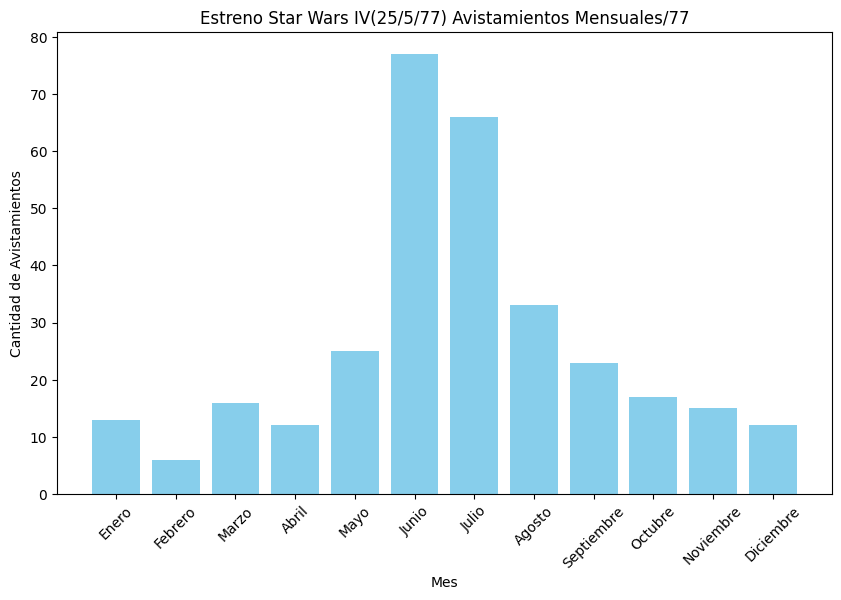 Estreno Star Wars IV(25/5/77) Avistamientos Mensuales/77
Cantidad de Avistamientos
80
70
60
50
40
30
20
10
0
Enero
Febrero
Marzo
Abril
Mayo
Junio
Julio
Agosto
Septiembre
Octubre
Noviembre
Diciembre
Mes